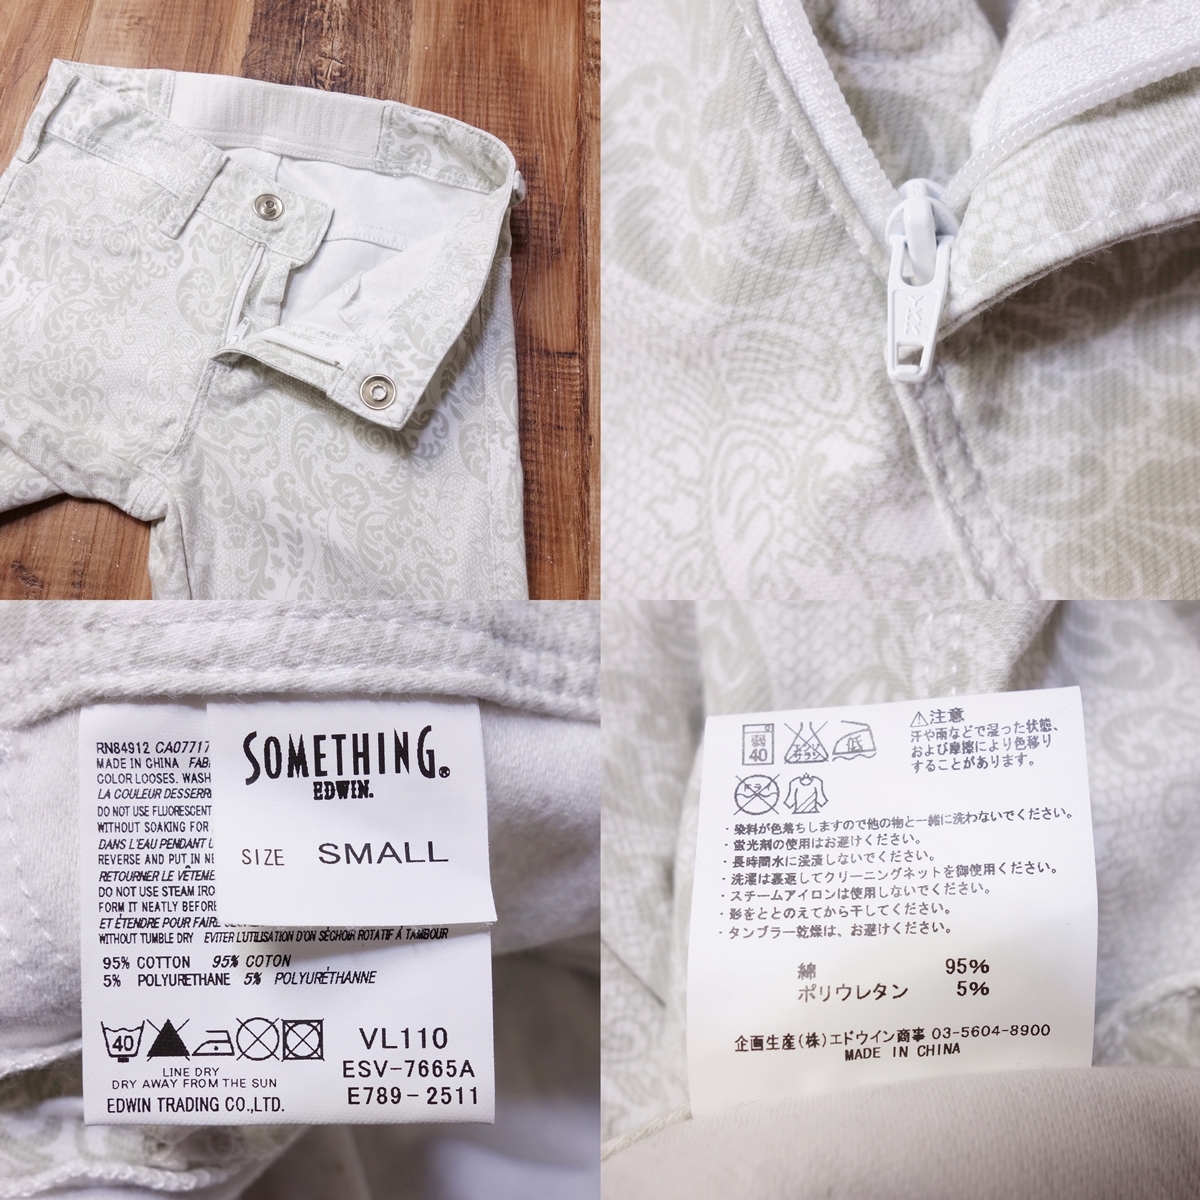 YKK
RN84912 CA07717
MADE IN CHINA FAB
COLOR LOOSES. WASH
LA COULEUR DESSERR
DO NOT USE FLUORESCENT
WITHOUT SOAKING FOR
DANS L'EAU PENDANT
REVERSE AND PUT IN NE
RETOURNER LE VÊTEME
DO NOT USE STEAM IRO
FORM IT NEATLY BEFORE
ET ÉTENDRE POUR FAIRE
WITHOUT TUMBLE DRY EVITER L'UTILISATION D'ON SÉCHOIR ROTATIF À TAMBOUR
95% COTTON 95% COTON
5% POLYURETHANE 5% POLYURÉTHANNE
40
LINE DRY
DRY AWAY FROM THE SUN
EDWIN TRADING CO.,LTD.
VL110
ESV-7665A
E789-2511
SOMETHING®
EDWIN.
SIZE SMALL
弱
40
エンソ
サラシ
低
ドライ
⚠注意
汗や雨などで湿った状態、
および摩擦により色移り
することがあります。
・染料が色落ちしますので他の物と一緒に洗わないでください。
・蛍光剤の使用はお避けください。
・長時間水に浸漬しないでください。
・洗濯は裏返してクリーニングネットを御使用ください。
・スチームアイロンは使用しないでください。
・形をととのえてから干してください。
・タンブラー乾燥は、お避けください。
綿 95%
ポリウレタン 5%
企画生産(株)エドウイン商事 03-5604-8900
MADE IN CHINA